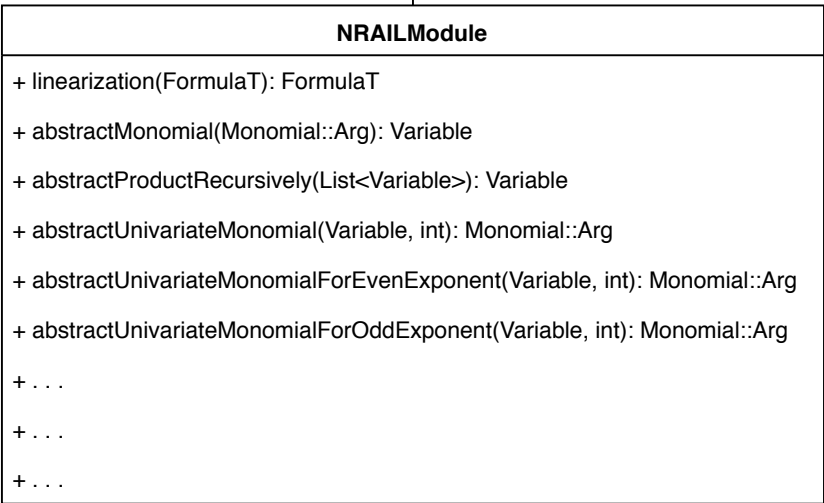 NRAILModule
+ linearization(FormulaT): FormulaT
+ abstractMonomial(Monomial::Arg): Variable
+ abstractProductRecursively(List<Variable>): Variable
+ abstractUnivariateMonomial(Variable, int): Monomial::Arg
+ abstractUnivariateMonomialForEvenExponent(Variable, int): Monomial::Arg
+ abstractUnivariateMonomialForOddExponent(Variable, int): Monomial::Arg
+ . . .
+ . . .
+ . . .